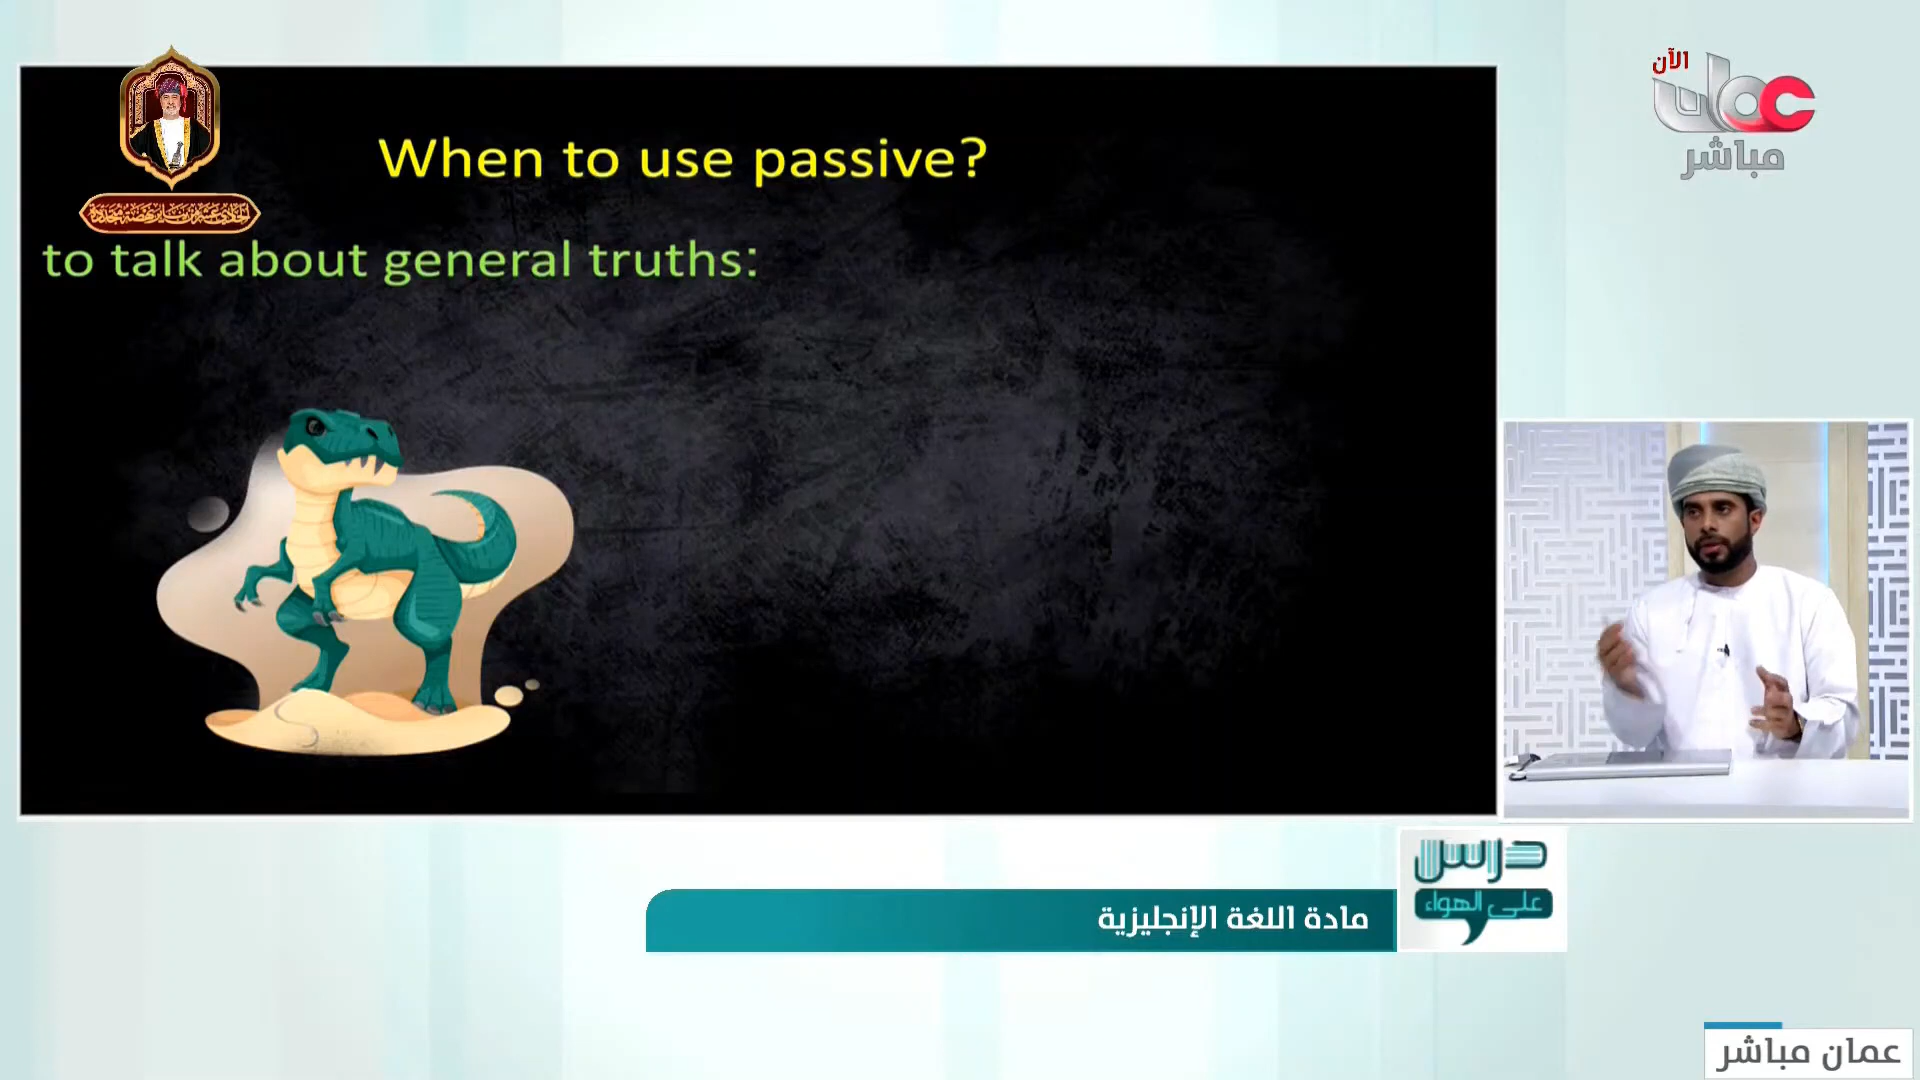 When to use passive?
to talk about general truths:
الآن
عمان
مباشر
درس
على الهواء
مادة اللغة الإنجليزية
عمان مباشر